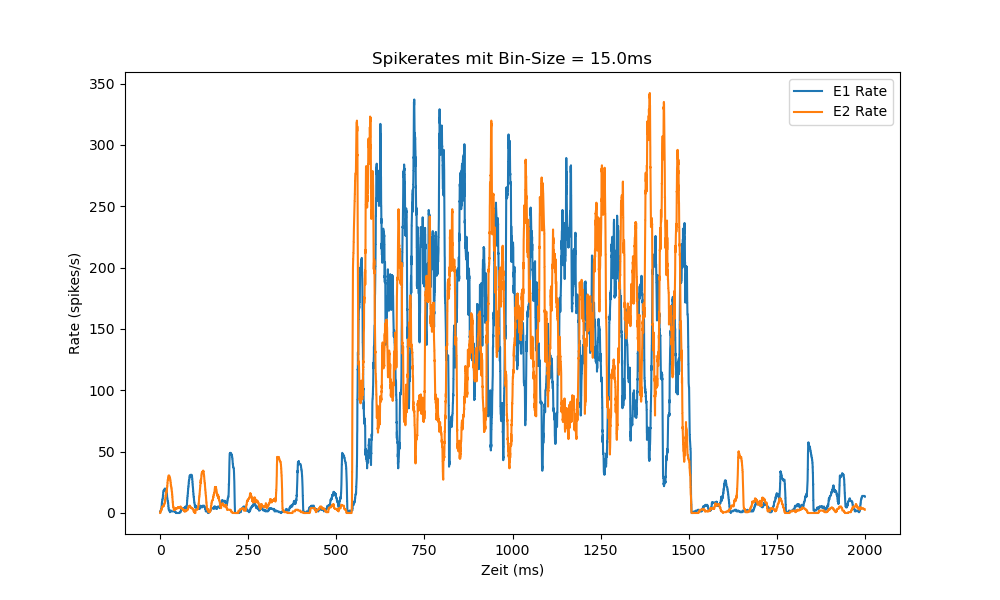 Spikerates mit Bin-Size = 15.0ms
E1 Rate
E2 Rate
350
300
250
200
150
100
50
0
Rate (spikes/s)
0 250 500 750 1000 1250 1500 1750 2000
Zeit (ms)